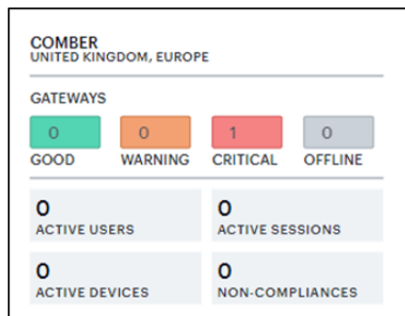 COMBER
UNITED KINGDOM, EUROPE
GATEWAYS
0 0 1 0
GOOD WARNING CRITICAL OFFLINE
0 0
ACTIVE USERS ACTIVE SESSIONS
0 0
ACTIVE DEVICES NON-COMPLIANCES